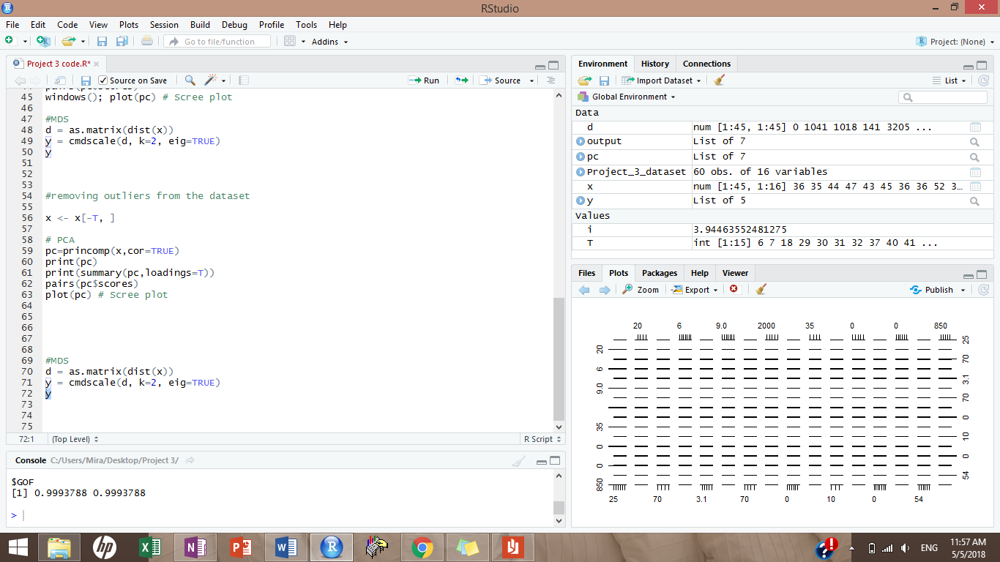 RStudio
File Edit Code View Plots Session Build Debug Profile Tools Help
Go to file/function Addins Project: (None)
Project 3 code.R*
Source on Save Run Source
45 windows(); plot(pc) # Scree plot
46
47 #MDS
48 d = as.matrix(dist(x))
49 y = cmdscale(d, k=2, eig=TRUE)
50 y
51
52
53
54 #removing outliers from the dataset
55
56 x <- x[-T, ]
57
58 # PCA
59 pc=princomp(x,cor=TRUE)
60 print(pc)
61 print(summary(pc,loadings=T))
62 pairs(pc$scores)
63 plot(pc) # Scree plot
64
65
66
67
68
69 #MDS
70 d = as.matrix(dist(x))
71 y = cmdscale(d, k=2, eig=TRUE)
72 y
73
74
75
72:1 (Top Level) R Script
Console C:/Users/Mira/Desktop/Project 3/
$GOF
[1] 0.9993788 0.9993788
>
Environment History Connections
Import Dataset List
Global Environment
Data
d num [1:45, 1:45] 0 1041 1018 141 3205 ...
output List of 7
pc List of 7
Project_3_dataset 60 obs. of 16 variables
x num [1:45, 1:16] 36 35 44 47 43 45 36 36 52 3...
y List of 5
Values
i 3.94463552481275
T int [1:15] 6 7 18 29 30 31 32 37 40 41 ...
Files Plots Packages Help Viewer
Zoom Export Publish
20 6 9.0 2000 35 0 0 850
20
6
9.0
35
0
0
850
25
70
3.1
70
0
10
0
54
25 70 3.1 70 0 10 0 54
hp
ENG
11:57 AM
5/5/2018